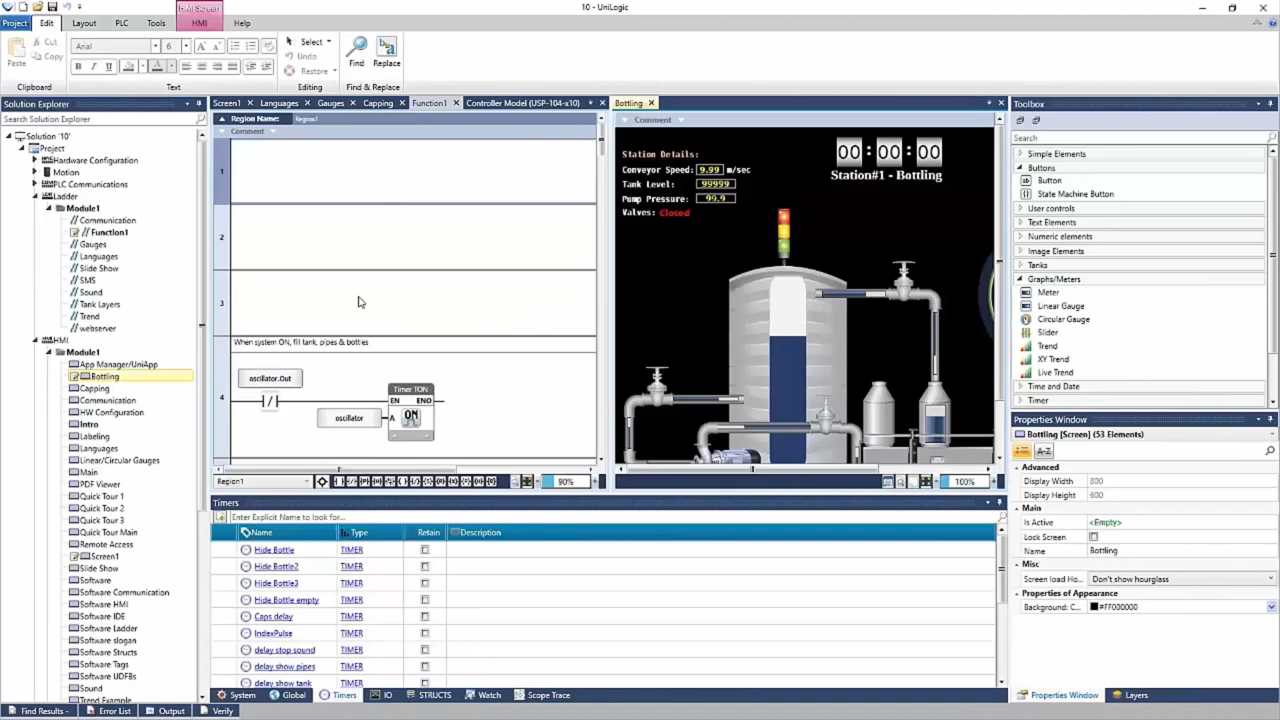 10 - UniLogic
HMI Screen
Project Edit Layout PLC Tools HMI Help
Paste
Cut
Copy
Clipboard
Arial 6
B I U A
Text
Select
Undo
Restore
Editing
Find Replace
Find & Replace
Solution Explorer
Search Solution Explorer
Solution '10'
Project
Hardware Configuration
Motion
PLC Communications
Ladder
Module1
Communication
Function1
Gauges
Languages
Slide Show
SMS
Sound
Tank Layers
Trend
webserver
HMI
Module1
App Manager/UniApp
Bottling
Capping
Communication
HW Configuration
Intro
Labeling
Languages
Linear/Circular Gauges
Main
PDF Viewer
Quick Tour 1
Quick Tour 2
Quick Tour 3
Quick Tour Main
Remote Access
Screen1
Slide Show
Software
Software Communication
Software HMI
Software IDE
Software Ladder
Software slogan
Software Structs
Software Tags
Software UDFBs
Sound
Trend Example
Screen1 Languages Gauges Capping Function1 Controller Model (USP-104-x10)
Region Name: Region1
Comment
1
2
3
When system ON, fill tank, pipes & bottles
4
oscillator.Out
Timer TON
EN ENO
oscillator A ON
Region1
90%
Bottling
Comment
Station Details:
Conveyor Speed: 9.99 m/sec
Tank Level: 99999
Pump Pressure: 99.9
Valves: Closed
00 : 00 : 00
Station#1 - Bottling
100%
Timers
Enter Explicit Name to look for...
Name Type Retain Description
Hide Bottle TIMER
Hide Bottle2 TIMER
Hide Bottle3 TIMER
Hide Bottle empty TIMER
Caps delay TIMER
IndexPulse TIMER
delay stop sound TIMER
delay show pipes TIMER
delay show tank TIMER
System Global Timers IO STRUCTS Watch Scope Trace
Toolbox
Search
Simple Elements
Buttons
Button
State Machine Button
User controls
Text Elements
Numeric elements
Image Elements
Tanks
Graphs/Meters
Meter
Linear Gauge
Circular Gauge
Slider
Trend
XY Trend
Live Trend
Time and Date
Timer
Properties Window
Bottling [Screen] (53 Elements)
A-Z
Advanced
Display Width 800
Display Height 600
Main
Is Active <Empty>
Lock Screen
Name Bottling
Misc
Screen load Ho... Don't show hourglass
Properties of Appearance
Background: C... #FF000000
Properties Window Layers
Find Results - Error List Output Verify